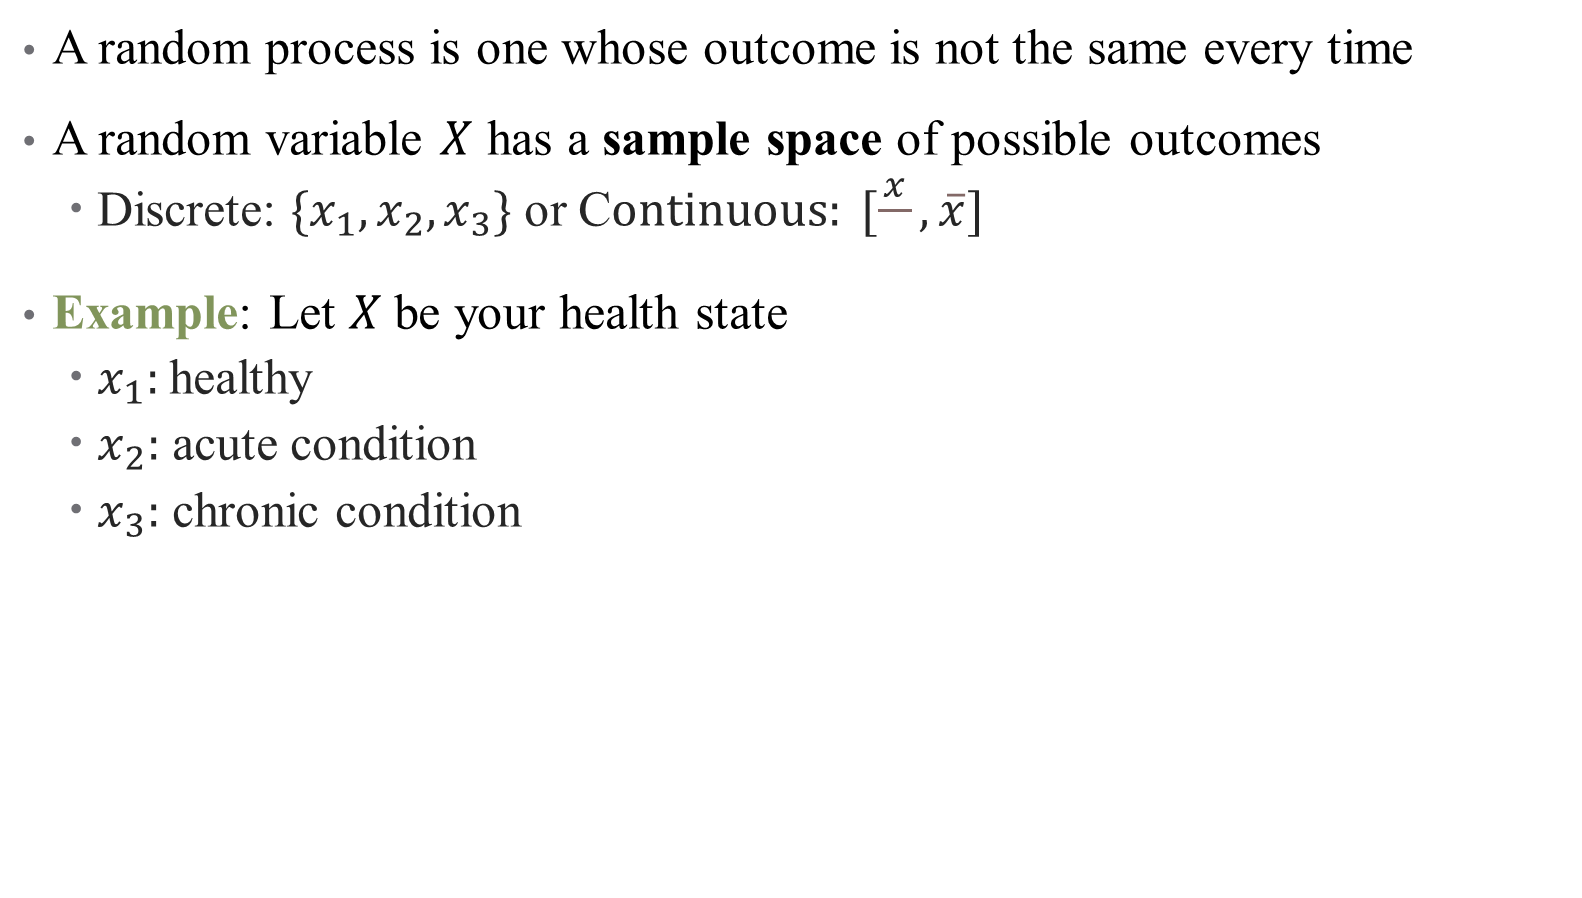 • A random process is one whose outcome is not the same every time
• A random variable X has a sample space of possible outcomes
• Discrete: {x₁, x₂, x₃} or Continuous: [x̲, x̄]
• Example: Let X be your health state
• x₁: healthy
• x₂: acute condition
• x₃: chronic condition